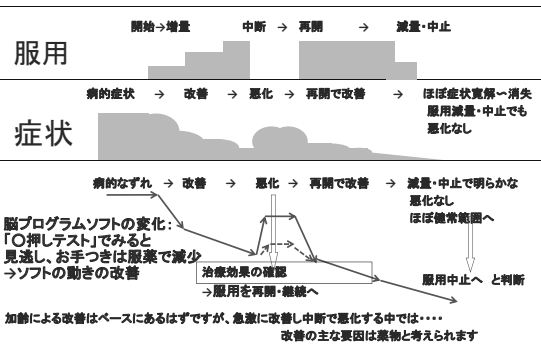 開始→増量 中断 → 再開 → 減量・中止
服用
病的症状 → 改善 → 悪化 → 再開で改善 → ほぼ症状寛解～消失
服用減量・中止でも
悪化なし
症状
病的なずれ → 改善 → 悪化 → 再開で改善 → 減量・中止で明らかな
悪化なし
ほぼ健常範囲へ
脳プログラムソフトの変化：
「〇押しテスト」でみると
見逃し、お手つきは服薬で減少
→ソフトの動きの改善
治療効果の確認
→服用を再開・継続へ
服用中止へ と判断
加齢による改善はベースにあるはずですが、急激に改善し中断で悪化する中では・・・・
改善の主な要因は薬物と考えられます